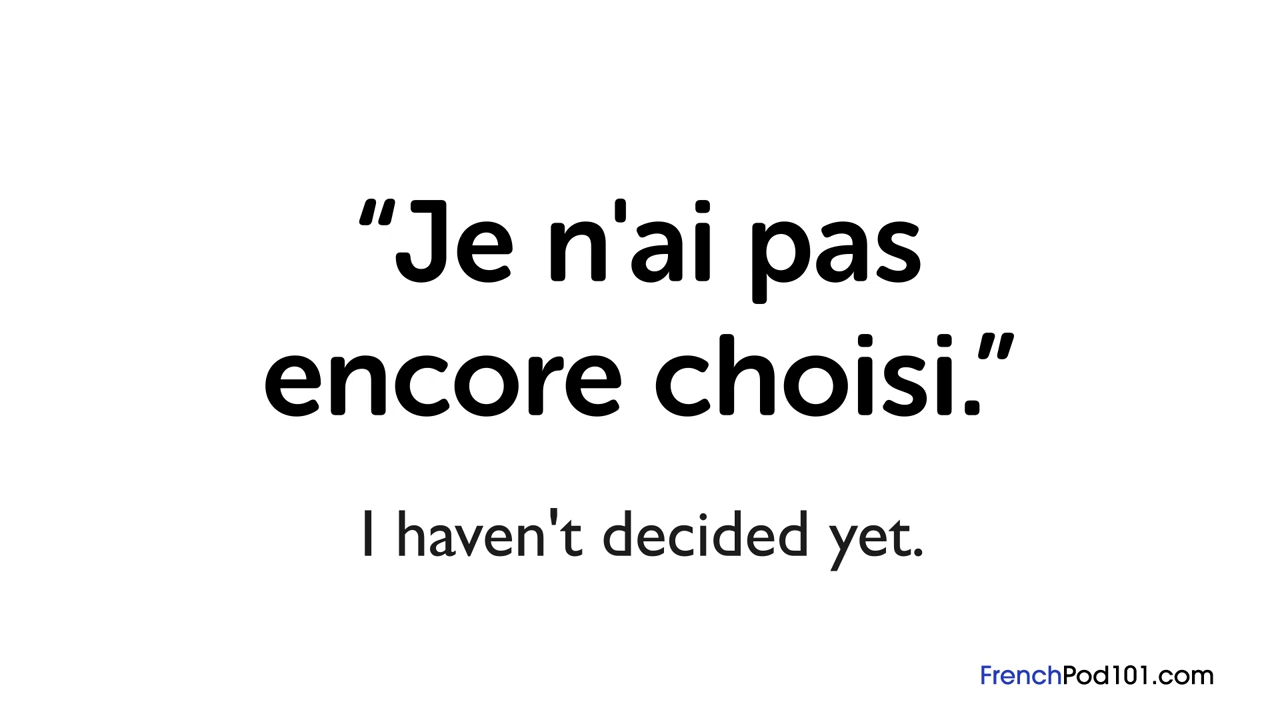 “Je n'ai pas
encore choisi.”
I haven't decided yet.
FrenchPod101.com